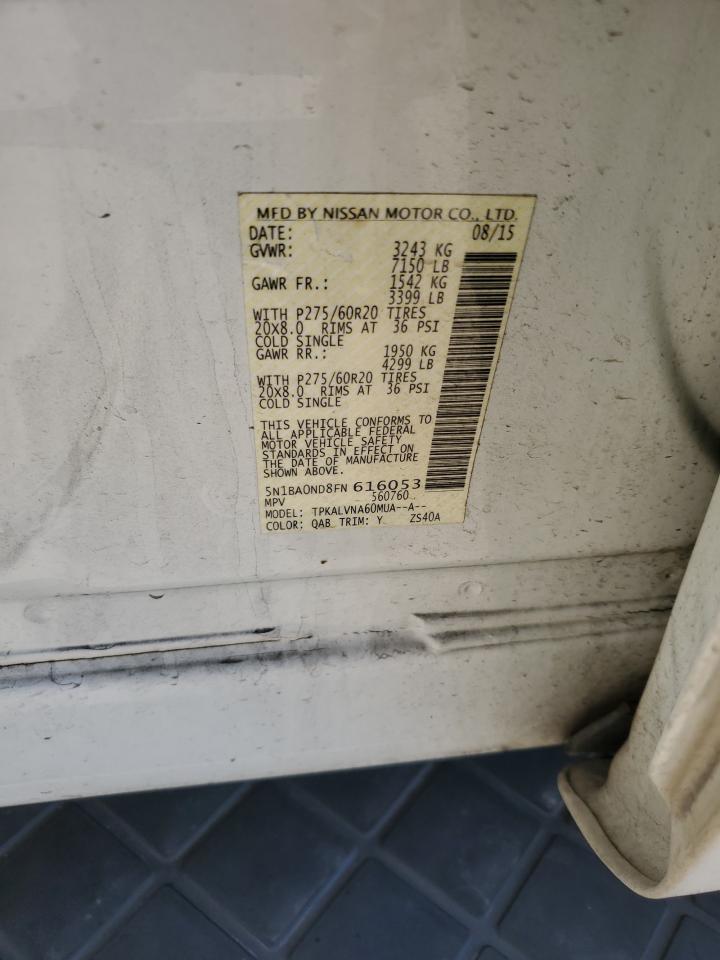 MFD BY NISSAN MOTOR CO., LTD.
DATE: 08/15
GVWR: 3243 KG
7150 LB
GAWR FR.: 1542 KG
3399 LB
WITH P275/60R20 TIRES
20X8.0 RIMS AT 36 PSI
COLD SINGLE
GAWR RR.: 1950 KG
4299 LB
WITH P275/60R20 TIRES
20X8.0 RIMS AT 36 PSI
COLD SINGLE
THIS VEHICLE CONFORMS TO
ALL APPLICABLE FEDERAL
MOTOR VEHICLE SAFETY
STANDARDS IN EFFECT ON
THE DATE OF MANUFACTURE
SHOWN ABOVE.
5N1BA0ND8FN 616053
MPV 560760
MODEL: TPKALVNA60MUA--A--
COLOR: QAB TRIM: Y ZS40A